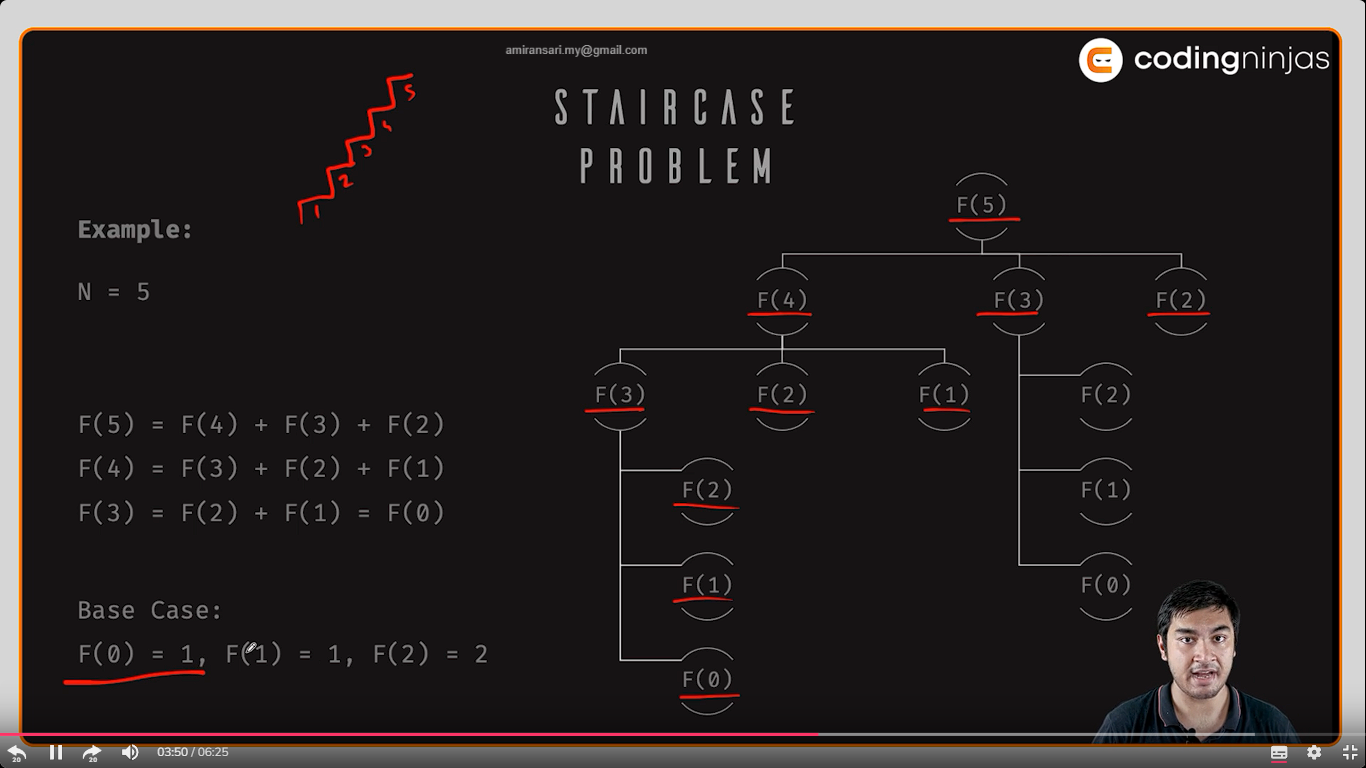 amiransari.my@gmail.com
codingninjas
STAIRCASE
PROBLEM
5
4
3
2
1
Example:
N = 5
F(5) = F(4) + F(3) + F(2)
F(4) = F(3) + F(2) + F(1)
F(3) = F(2) + F(1) = F(0)
Base Case:
F(0) = 1, F(1) = 1, F(2) = 2
F(5)
F(4) F(3) F(2)
F(3) F(2) F(1) F(2)
F(2) F(1)
F(1) F(0)
F(0)
20 20 03:50 / 06:25